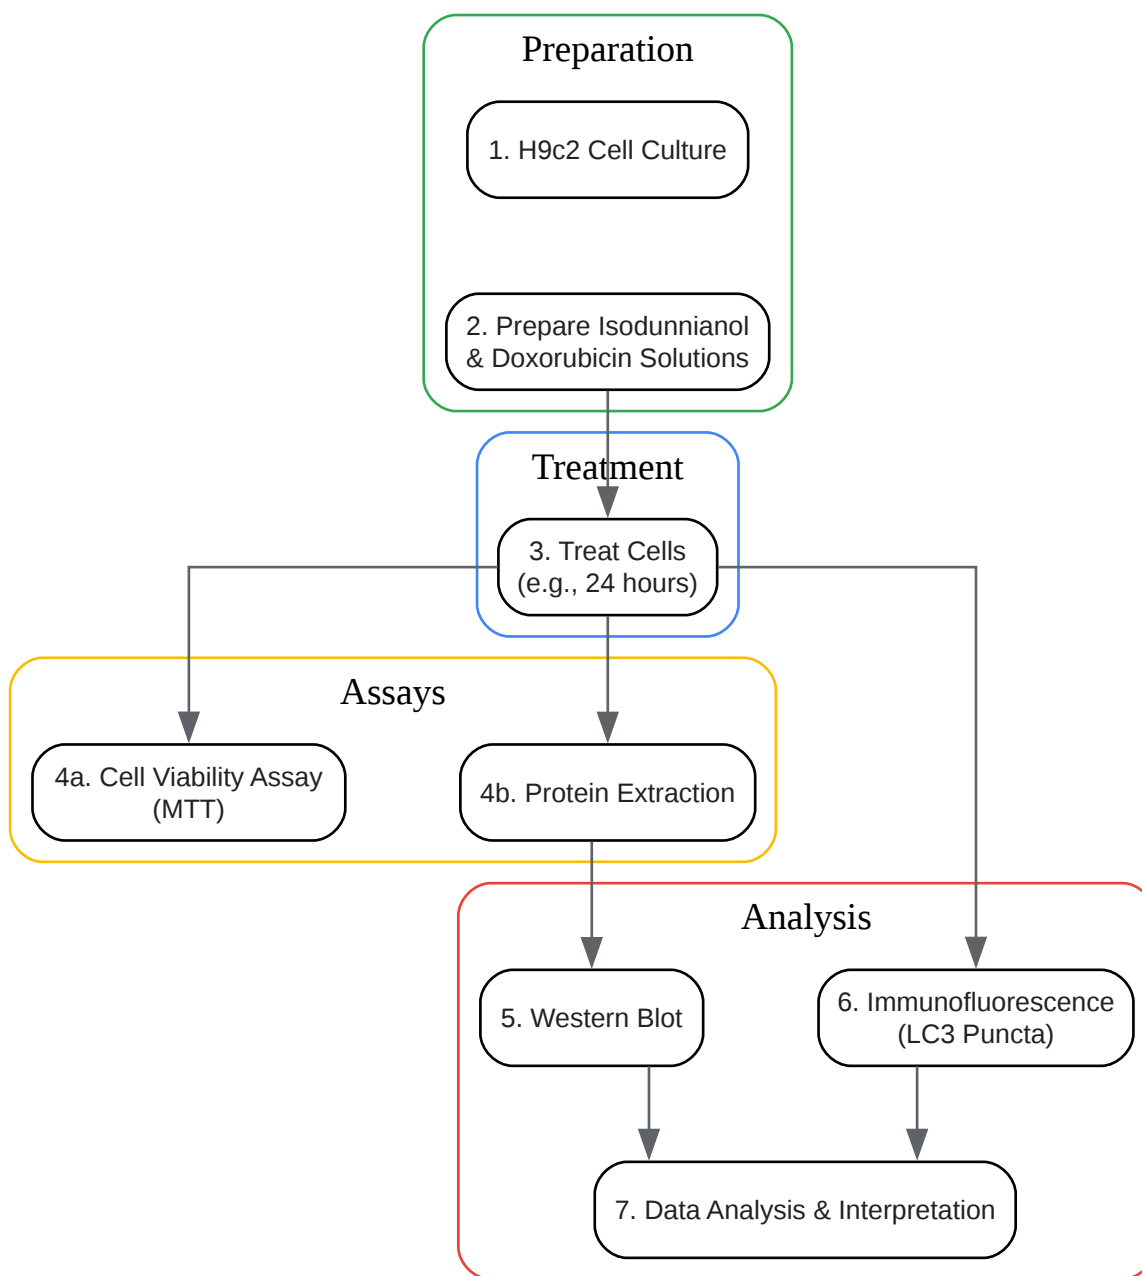 Preparation
1. H9c2 Cell Culture
2. Prepare Isodunnianol
& Doxorubicin Solutions
Treatment
3. Treat Cells
(e.g., 24 hours)
Assays
4a. Cell Viability Assay
(MTT)
4b. Protein Extraction
Analysis
5. Western Blot
6. Immunofluorescence
(LC3 Puncta)
7. Data Analysis & Interpretation